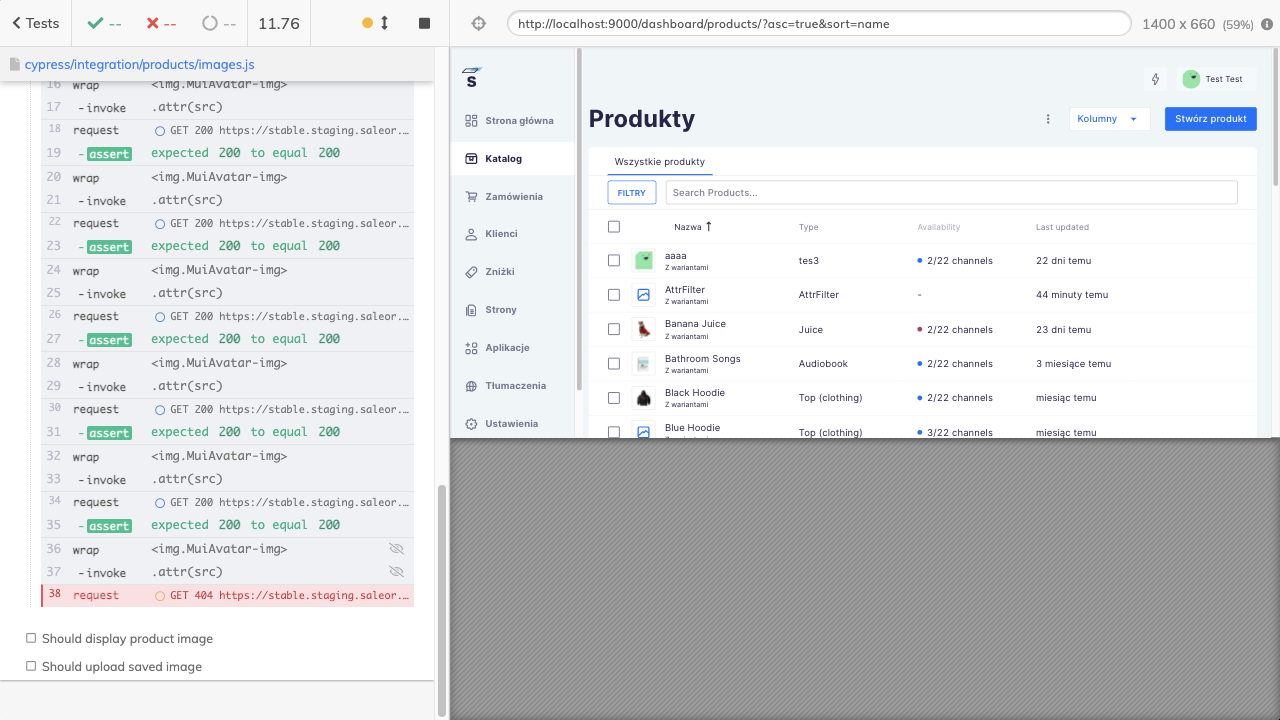 Tests
--
--
--
11.76
http://localhost:9000/dashboard/products/?asc=true&sort=name
1400 x 660 (59%)
cypress/integration/products/images.js
16 wrap <img.MuiAvatar-img>
17 -invoke .attr(src)
18 request GET 200 https://stable.staging.saleor.…
19 -assert expected 200 to equal 200
20 wrap <img.MuiAvatar-img>
21 -invoke .attr(src)
22 request GET 200 https://stable.staging.saleor.…
23 -assert expected 200 to equal 200
24 wrap <img.MuiAvatar-img>
25 -invoke .attr(src)
26 request GET 200 https://stable.staging.saleor.…
27 -assert expected 200 to equal 200
28 wrap <img.MuiAvatar-img>
29 -invoke .attr(src)
30 request GET 200 https://stable.staging.saleor.…
31 -assert expected 200 to equal 200
32 wrap <img.MuiAvatar-img>
33 -invoke .attr(src)
34 request GET 200 https://stable.staging.saleor.…
35 -assert expected 200 to equal 200
36 wrap <img.MuiAvatar-img>
37 -invoke .attr(src)
38 request GET 404 https://stable.staging.saleor.…
Should display product image
Should upload saved image
S
Strona główna
Katalog
Zamówienia
Klienci
Zniżki
Strony
Aplikacje
Tłumaczenia
Ustawienia
Test Test
Produkty
Kolumny
Stwórz produkt
Wszystkie produkty
FILTRY
Search Products...
Nazwa Type Availability Last updated
aaaa
Z wariantami
tes3 2/22 channels 22 dni temu
AttrFilter
Z wariantami
AttrFilter - 44 minuty temu
Banana Juice
Z wariantami
Juice 2/22 channels 23 dni temu
Bathroom Songs
Z wariantami
Audiobook 2/22 channels 3 miesiące temu
Black Hoodie
Z wariantami
Top (clothing) 2/22 channels miesiąc temu
Blue Hoodie
Top (clothing) 3/22 channels miesiąc temu